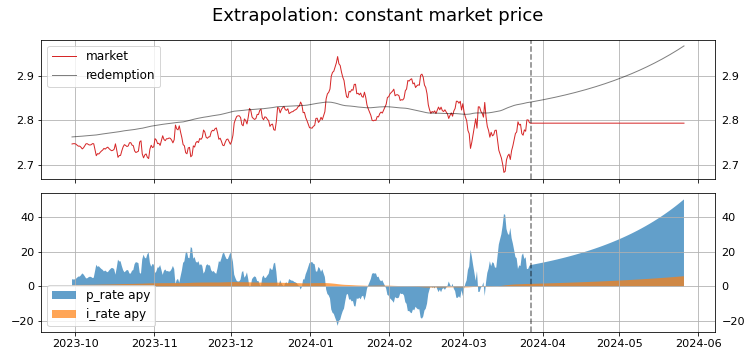 Extrapolation: constant market price
market
redemption
2.9
2.8
2.7
2.9
2.8
2.7
40
20
0
−20
40
20
0
−20
p_rate apy
i_rate apy
2023-10 2023-11 2023-12 2024-01 2024-02 2024-03 2024-04 2024-05 2024-06